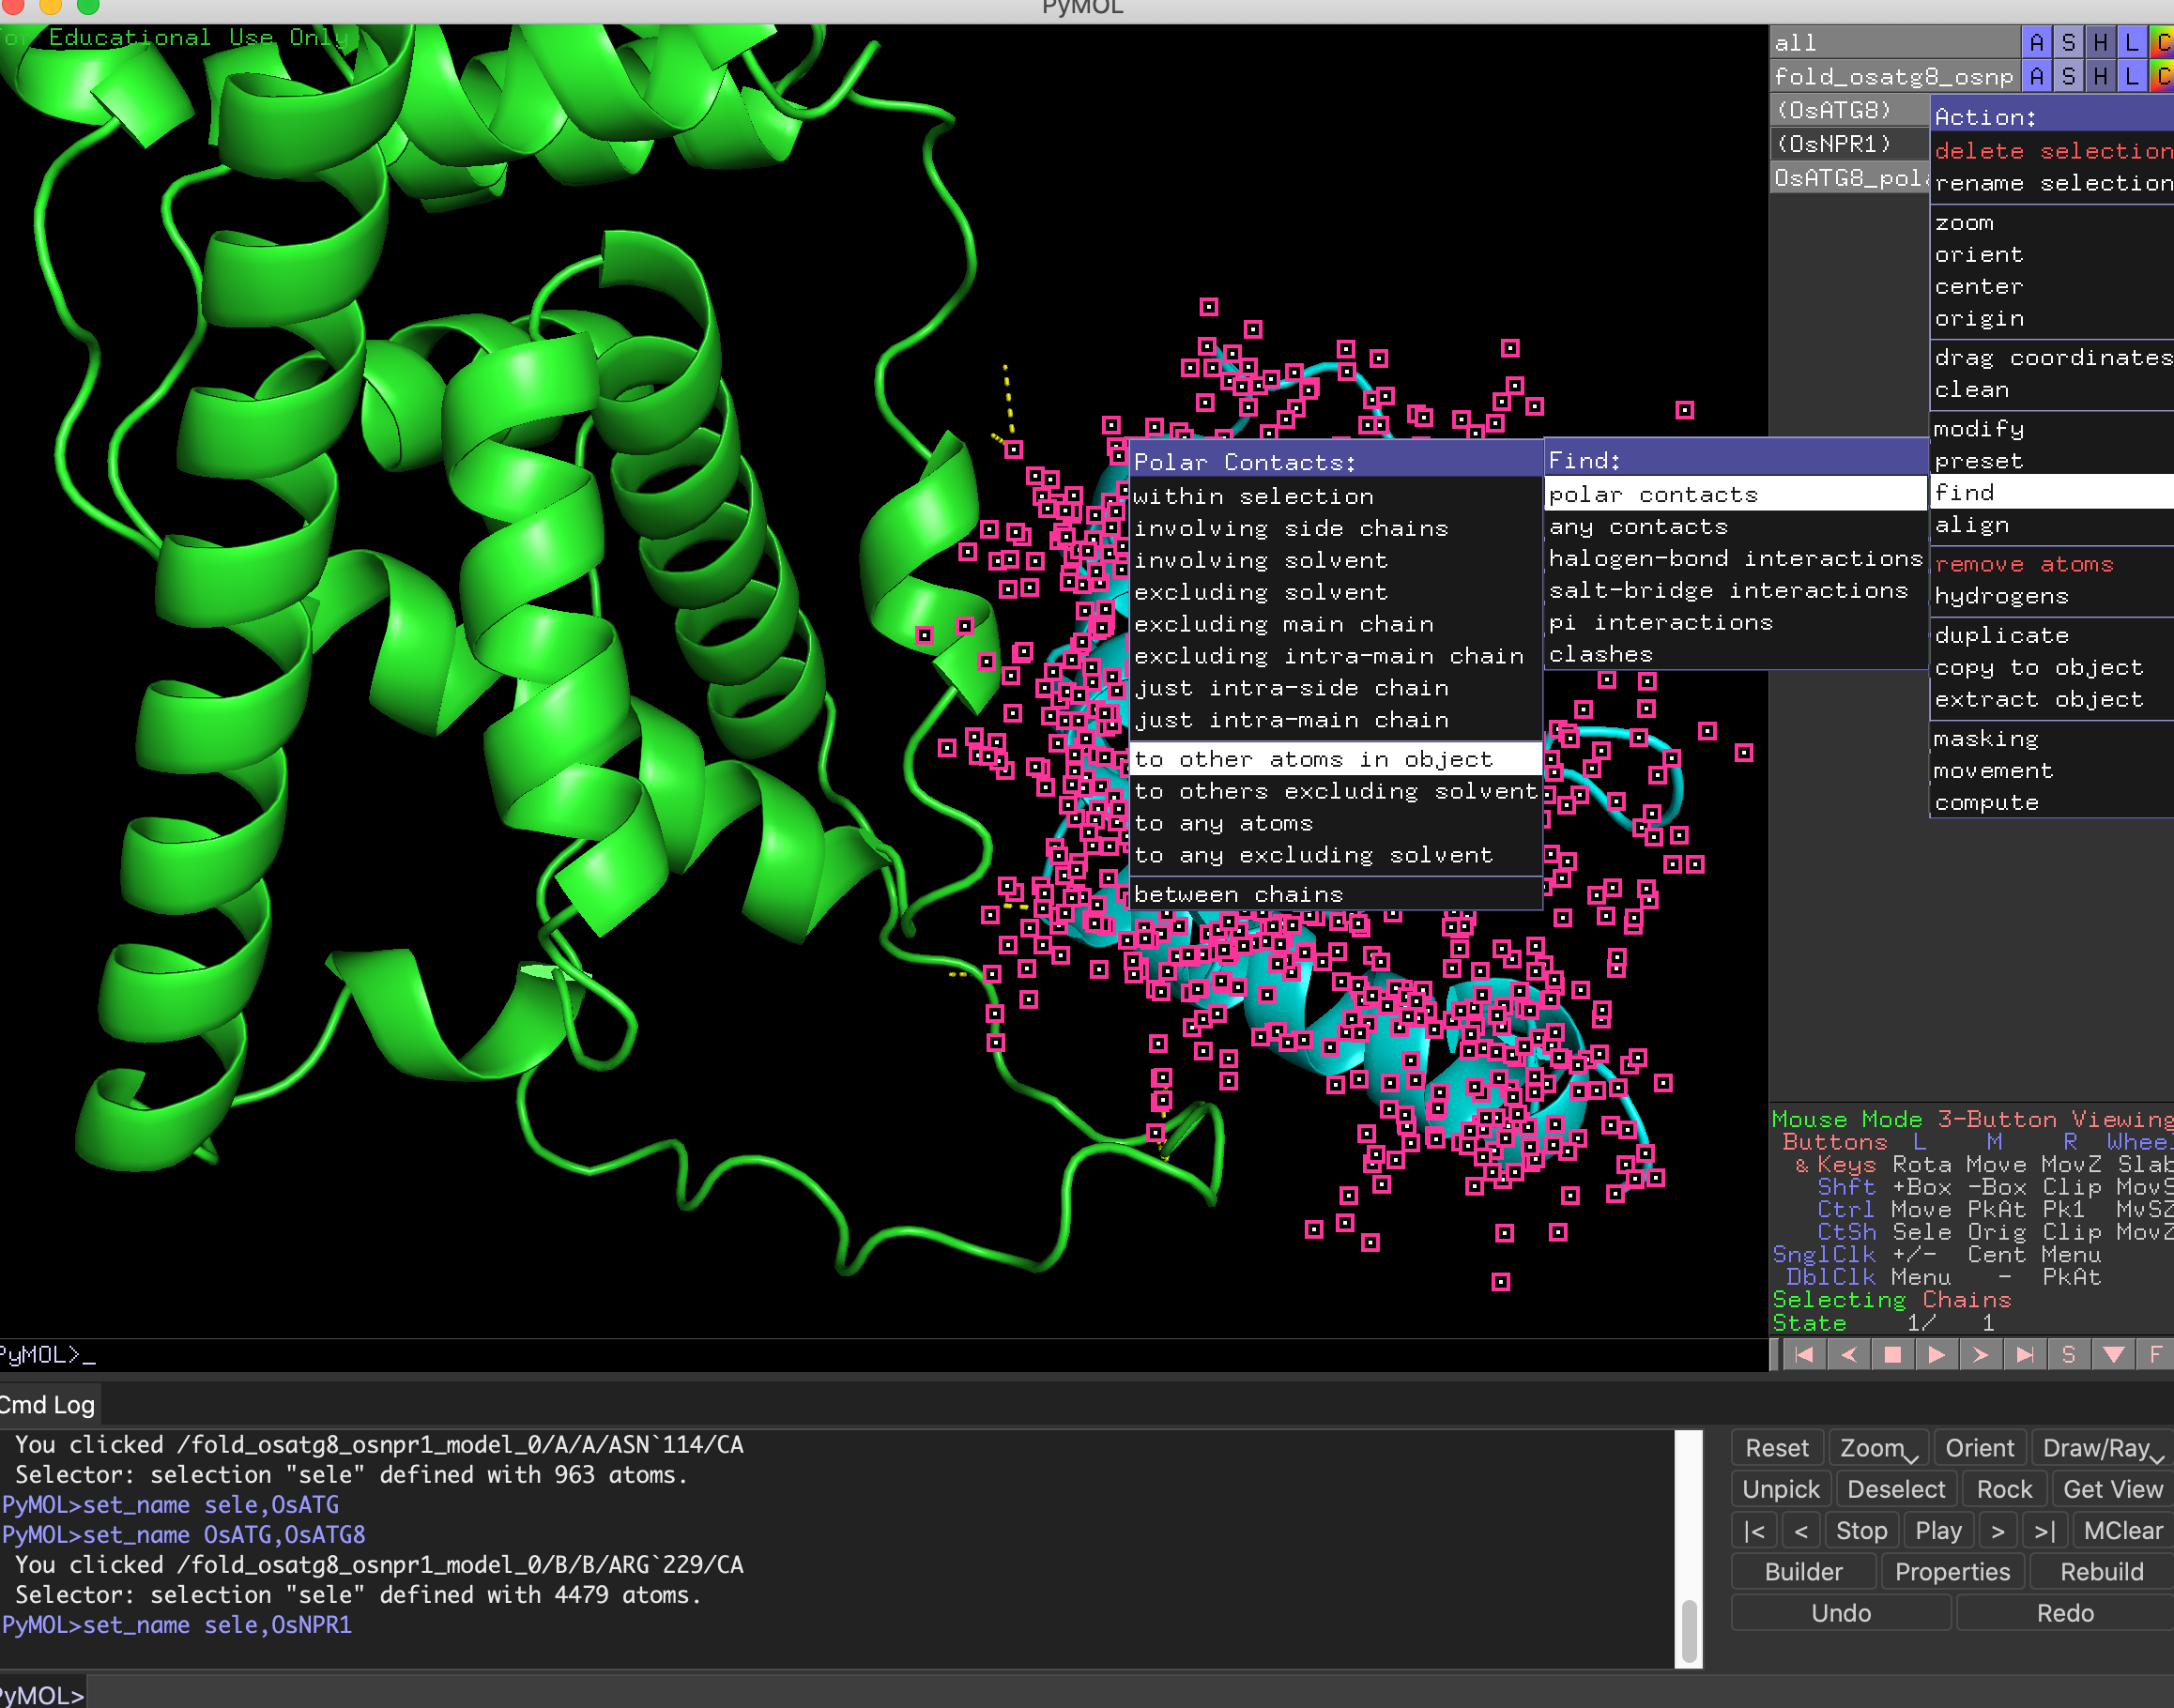 PyMOL
For Educational Use Only
all A S H L C
fold_osatg8_osnp A S H L C
(OsATG8)
(OsNPR1)
OsATG8_pola
Action:
delete selection
rename selection
zoom
orient
center
origin
drag coordinates
clean
modify
preset
find
align
remove atoms
hydrogens
duplicate
copy to object
extract object
masking
movement
compute
Find:
polar contacts
any contacts
halogen-bond interactions
salt-bridge interactions
pi interactions
clashes
Polar Contacts:
within selection
involving side chains
involving solvent
excluding solvent
excluding main chain
excluding intra-main chain
just intra-side chain
just intra-main chain
to other atoms in object
to others excluding solvent
to any atoms
to any excluding solvent
between chains
Mouse Mode 3-Button Viewing
Buttons L M R Wheel
& Keys Rota Move MovZ Slab
Shft +Box -Box Clip MovS
Ctrl Move PkAt Pk1 MvSZ
CtSh Sele Orig Clip MovZ
SnglClk +/- Cent Menu
DblClk Menu - PkAt
Selecting Chains
State 1/ 1
S F
PyMOL>_
Cmd Log
You clicked /fold_osatg8_osnpr1_model_0/A/A/ASN`114/CA
Selector: selection "sele" defined with 963 atoms.
PyMOL>set_name sele,OsATG
PyMOL>set_name OsATG,OsATG8
You clicked /fold_osatg8_osnpr1_model_0/B/B/ARG`229/CA
Selector: selection "sele" defined with 4479 atoms.
PyMOL>set_name sele,OsNPR1
Reset Zoom Orient Draw/Ray
Unpick Deselect Rock Get View
|< < Stop Play > >| MClear
Builder Properties Rebuild
Undo Redo
PyMOL>